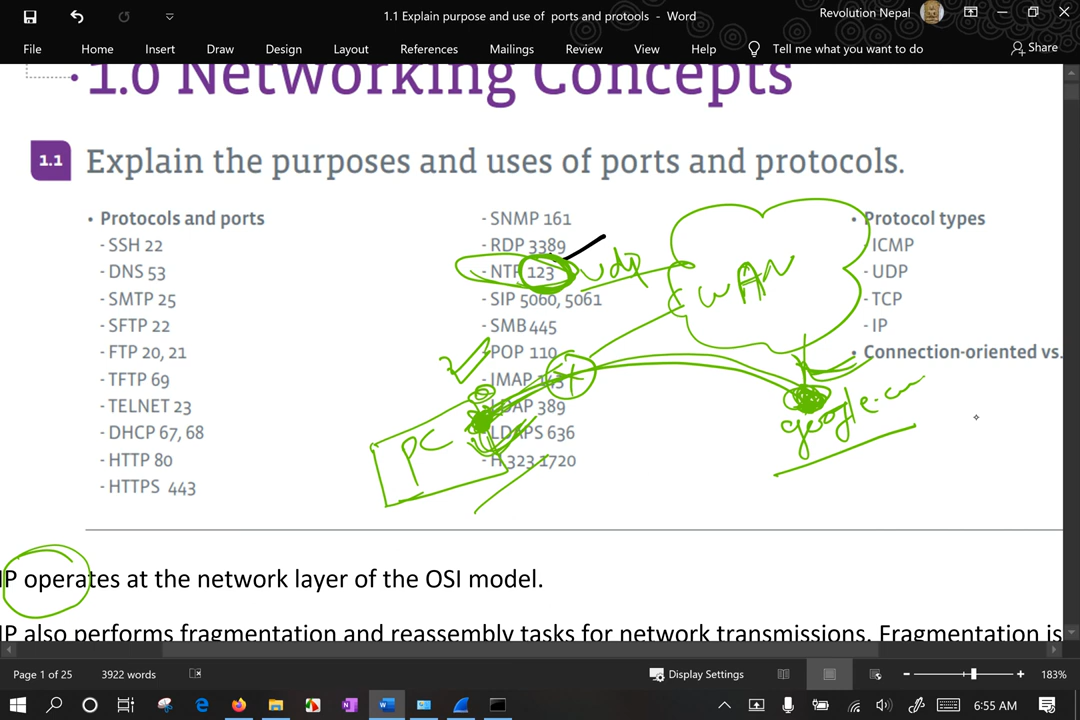 1.1 Explain purpose and use of ports and protools - Word
Revolution Nepal
File Home Insert Draw Design Layout References Mailings Review View Help Tell me what you want to do Share
1.0 Networking Concepts
1.1 Explain the purposes and uses of ports and protocols.
• Protocols and ports
- SSH 22
- DNS 53
- SMTP 25
- SFTP 22
- FTP 20, 21
- TFTP 69
- TELNET 23
- DHCP 67, 68
- HTTP 80
- HTTPS 443
- SNMP 161
- RDP 3389
- NTP 123
- SIP 5060, 5061
- SMB 445
- POP 110
- IMAP 143
- LDAP 389
- LDAPS 636
- H.323 1720
• Protocol types
- ICMP
- UDP
- TCP
- IP
• Connection-oriented vs.
udp
WAN
PC
IP operates at the network layer of the OSI model.
IP also performs fragmentation and reassembly tasks for network transmissions. Fragmentation is
Page 1 of 25 3922 words Display Settings 183%
6:55 AM